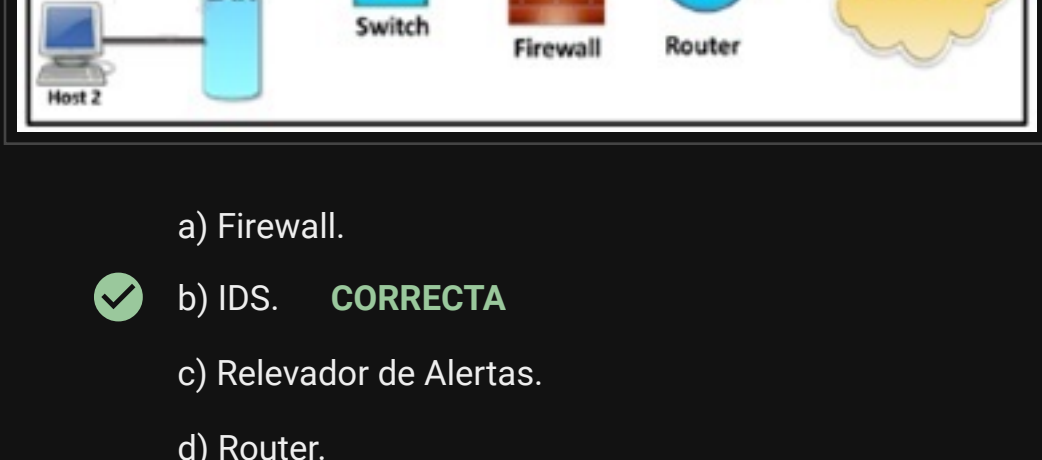 Switch
Firewall
Router
Host 2
a) Firewall.
b) IDS. CORRECTA
c) Relevador de Alertas.
d) Router.